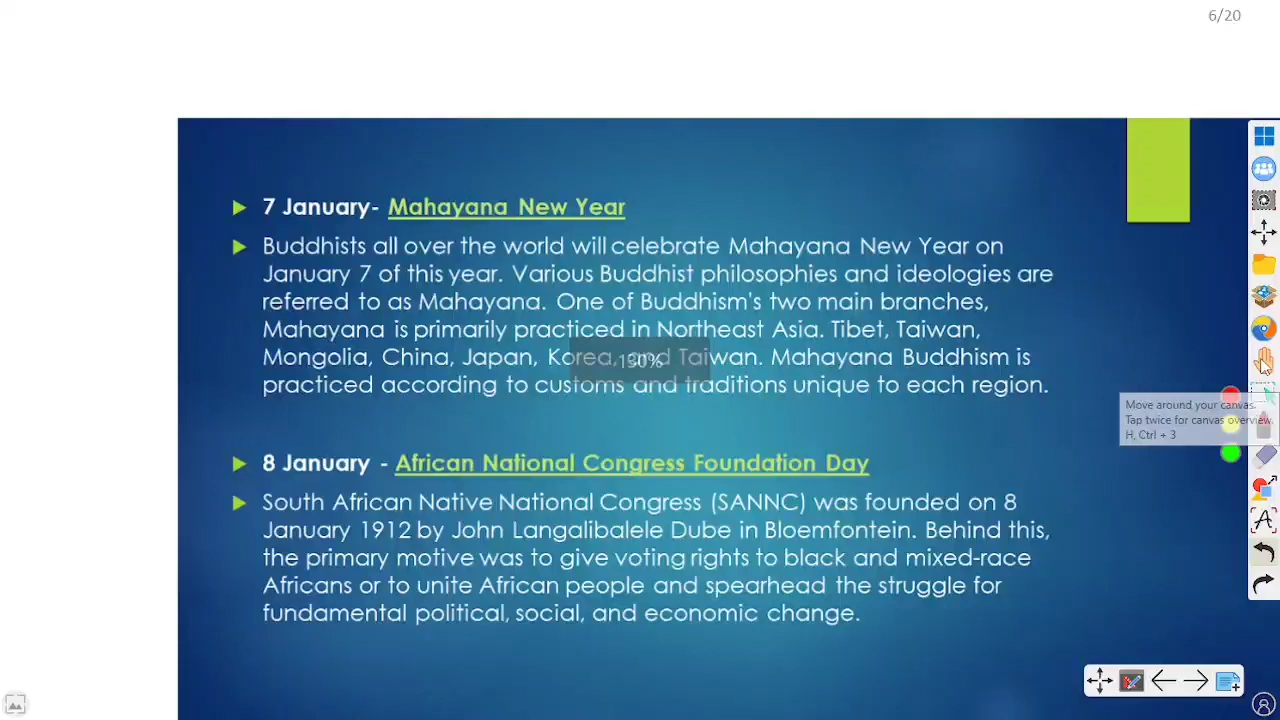 6/20
7 January- Mahayana New Year
Buddhists all over the world will celebrate Mahayana New Year on
January 7 of this year. Various Buddhist philosophies and ideologies are
referred to as Mahayana. One of Buddhism's two main branches,
Mahayana is primarily practiced in Northeast Asia. Tibet, Taiwan,
Mongolia, China, Japan, Korea, and Taiwan. Mahayana Buddhism is
130%
practiced according to customs and traditions unique to each region.
Move around your canvas.
Tap twice for canvas overview.
H, Ctrl + 3
8 January - African National Congress Foundation Day
South African Native National Congress (SANNC) was founded on 8
January 1912 by John Langalibalele Dube in Bloemfontein. Behind this,
the primary motive was to give voting rights to black and mixed-race
Africans or to unite African people and spearhead the struggle for
fundamental political, social, and economic change.